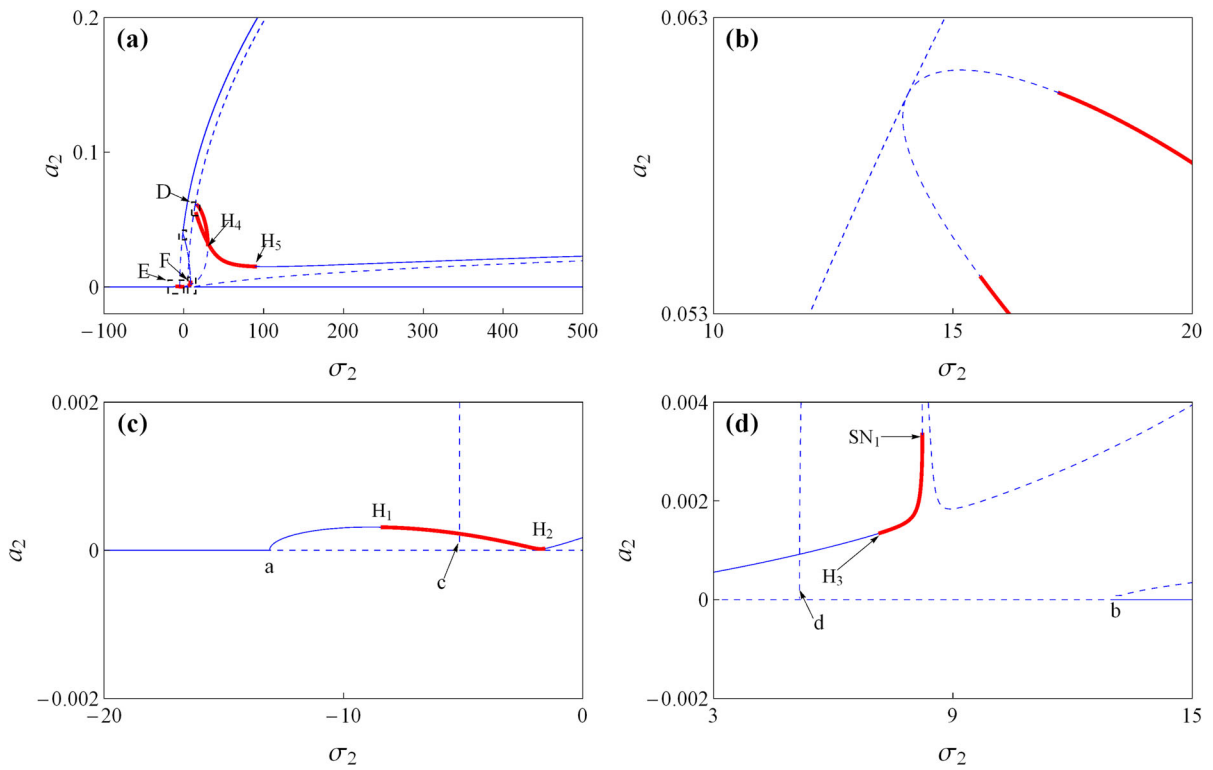 (a)
0.2
0.1
0
a₂
D
H₄
H₅
F
E
−100
0
100
200
300
400
500
σ₂
(b)
0.063
0.053
a₂
10
15
20
σ₂
(c)
0.002
0
−0.002
a₂
H₁
H₂
a
c
−20
−10
0
σ₂
(d)
0.004
0.002
0
−0.002
a₂
SN₁
H₃
d
b
3
9
15
σ₂